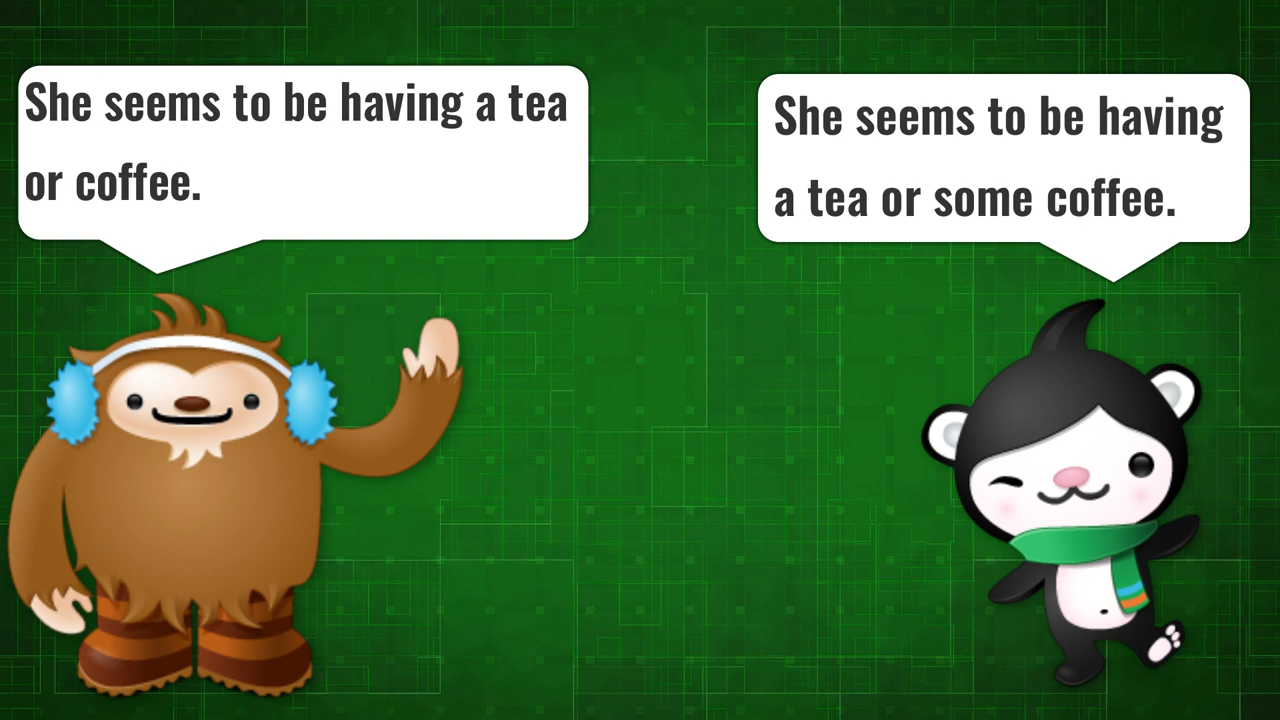 She seems to be having a tea
or coffee.
She seems to be having
a tea or some coffee.